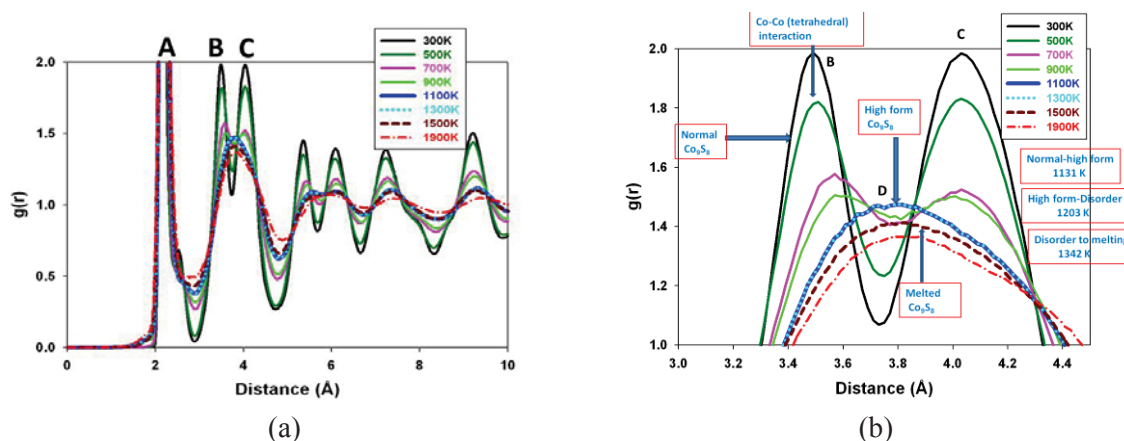 A B C
2.0
1.5
1.0
0.5
0.0
g(r)
0 2 4 6 8 10
Distance (Å)
300K
500K
700K
900K
1100K
1300K
1500K
1900K
(a)
Co-Co (tetrahedral)
interaction
B
C
D
2.0
1.8
1.6
1.4
1.2
1.0
g(r)
3.0 3.2 3.4 3.6 3.8 4.0 4.2 4.4
Distance (Å)
300K
500K
700K
900K
1100K
1300K
1500K
1900K
High form
Co₉S₈
Normal
Co₉S₈
Normal-high form
1131 K
High form-Disorder
1203 K
Disorder to melting
1342 K
Melted
Co₉S₈
(b)